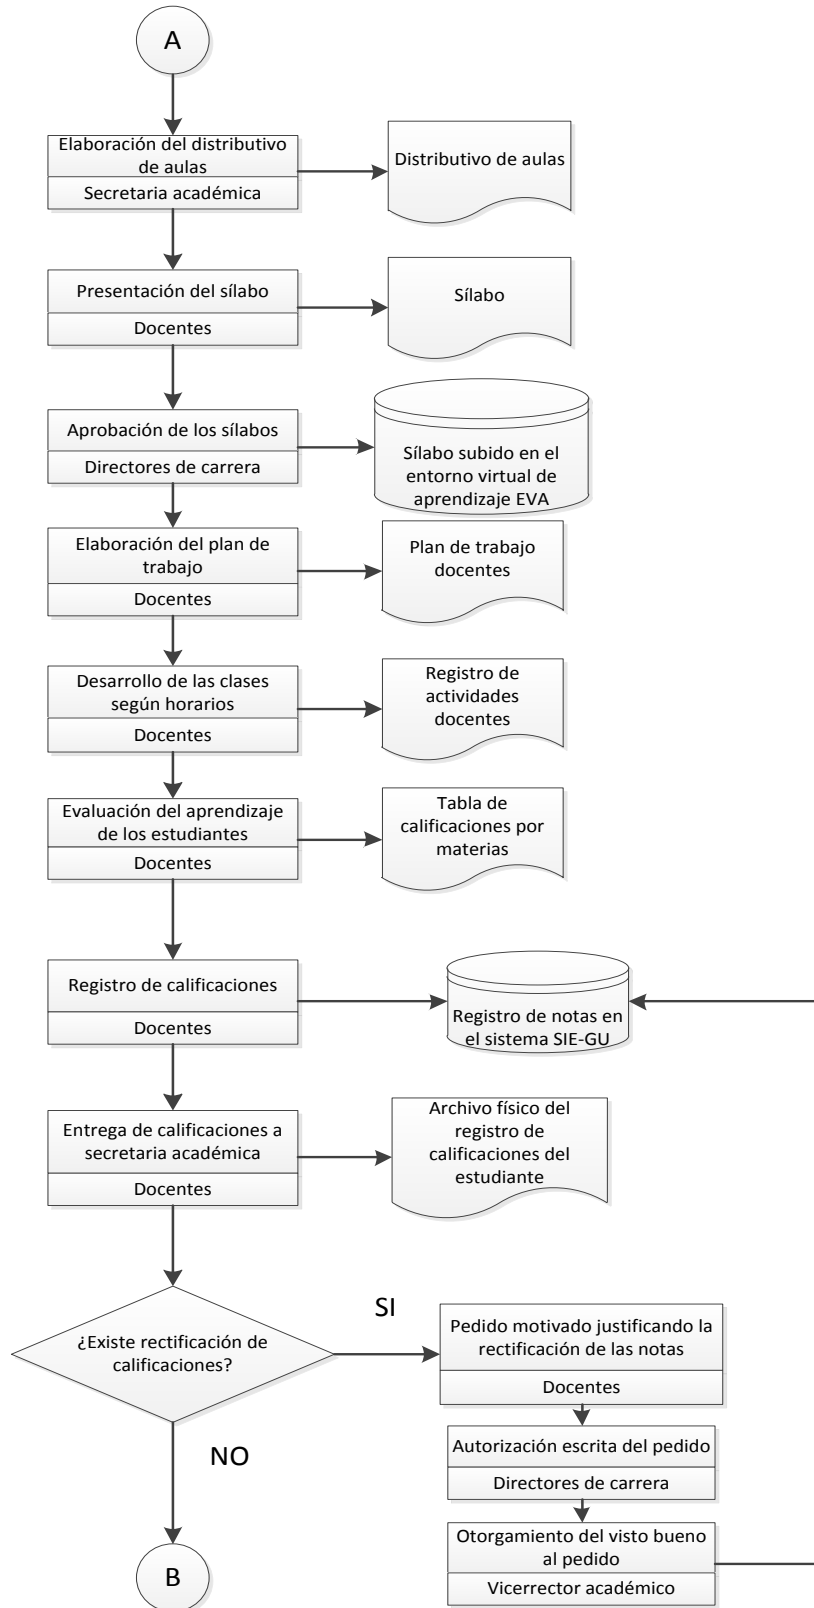 A
Elaboración del distributivo
de aulas
Secretaria académica
Distributivo de aulas
Presentación del sílabo
Docentes
Sílabo
Aprobación de los sílabos
Directores de carrera
Sílabo subido en el
entorno virtual de
aprendizaje EVA
Elaboración del plan de
trabajo
Docentes
Plan de trabajo
docentes
Desarrollo de las clases
según horarios
Docentes
Registro de
actividades
docentes
Evaluación del aprendizaje
de los estudiantes
Docentes
Tabla de
calificaciones por
materias
Registro de calificaciones
Docentes
Registro de notas en
el sistema SIE-GU
Entrega de calificaciones a
secretaria académica
Docentes
Archivo físico del
registro de
calificaciones del
estudiante
¿Existe rectificación de
calificaciones?
SI
Pedido motivado justificando la
rectificación de las notas
Docentes
Autorización escrita del pedido
Directores de carrera
Otorgamiento del visto bueno
al pedido
Vicerrector académico
NO
B